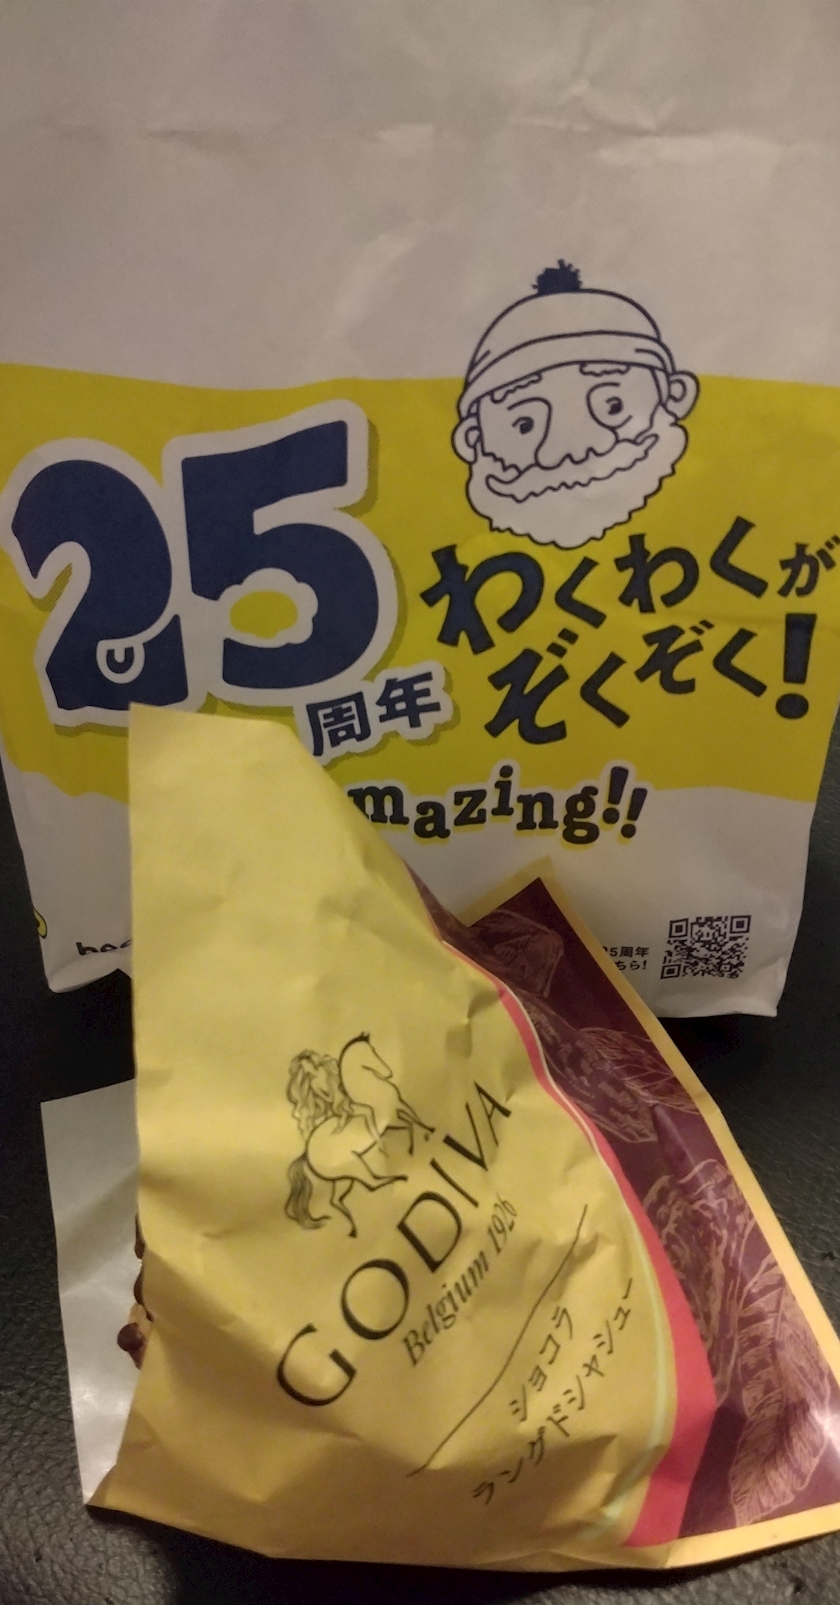 25
周年
わくわくが
ぞくぞく!
mazing!!
25周年
ちら!
GODIVA
Belgium 1926
ショコラ
ラングドシャシュー